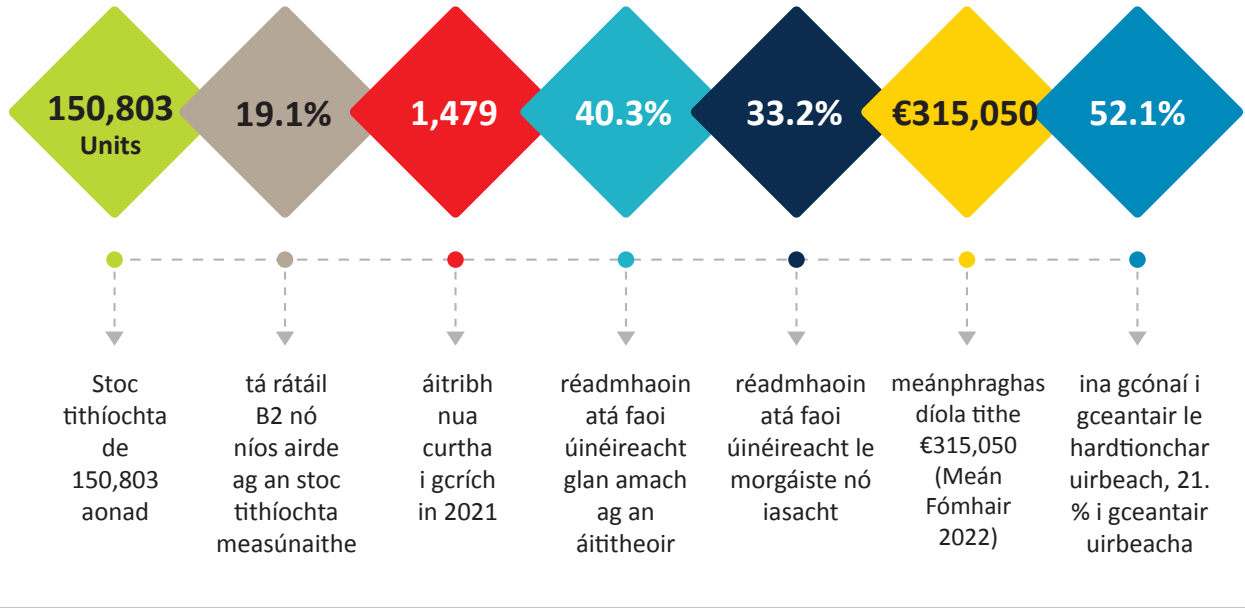 150,803
Units
19.1%
1,479
40.3%
33.2%
€315,050
52.1%
Stoc
tithíochta
de
150,803
aonad
tá rátáil
B2 nó
níos airde
ag an stoc
tithíochta
measúnaithe
áitribh
nua
curtha
i gcrích
in 2021
réadmhaoin
atá faoi
úinéireacht
glan amach
ag an
áititheoir
réadmhaoin
atá faoi
úinéireacht le
morgáiste nó
iasacht
meánphraghas
díola tithe
€315,050
(Meán
Fómhair
2022)
ina gcónaí i
gceantair le
hardtionchar
uirbeach, 21.
% i gceantair
uirbeacha